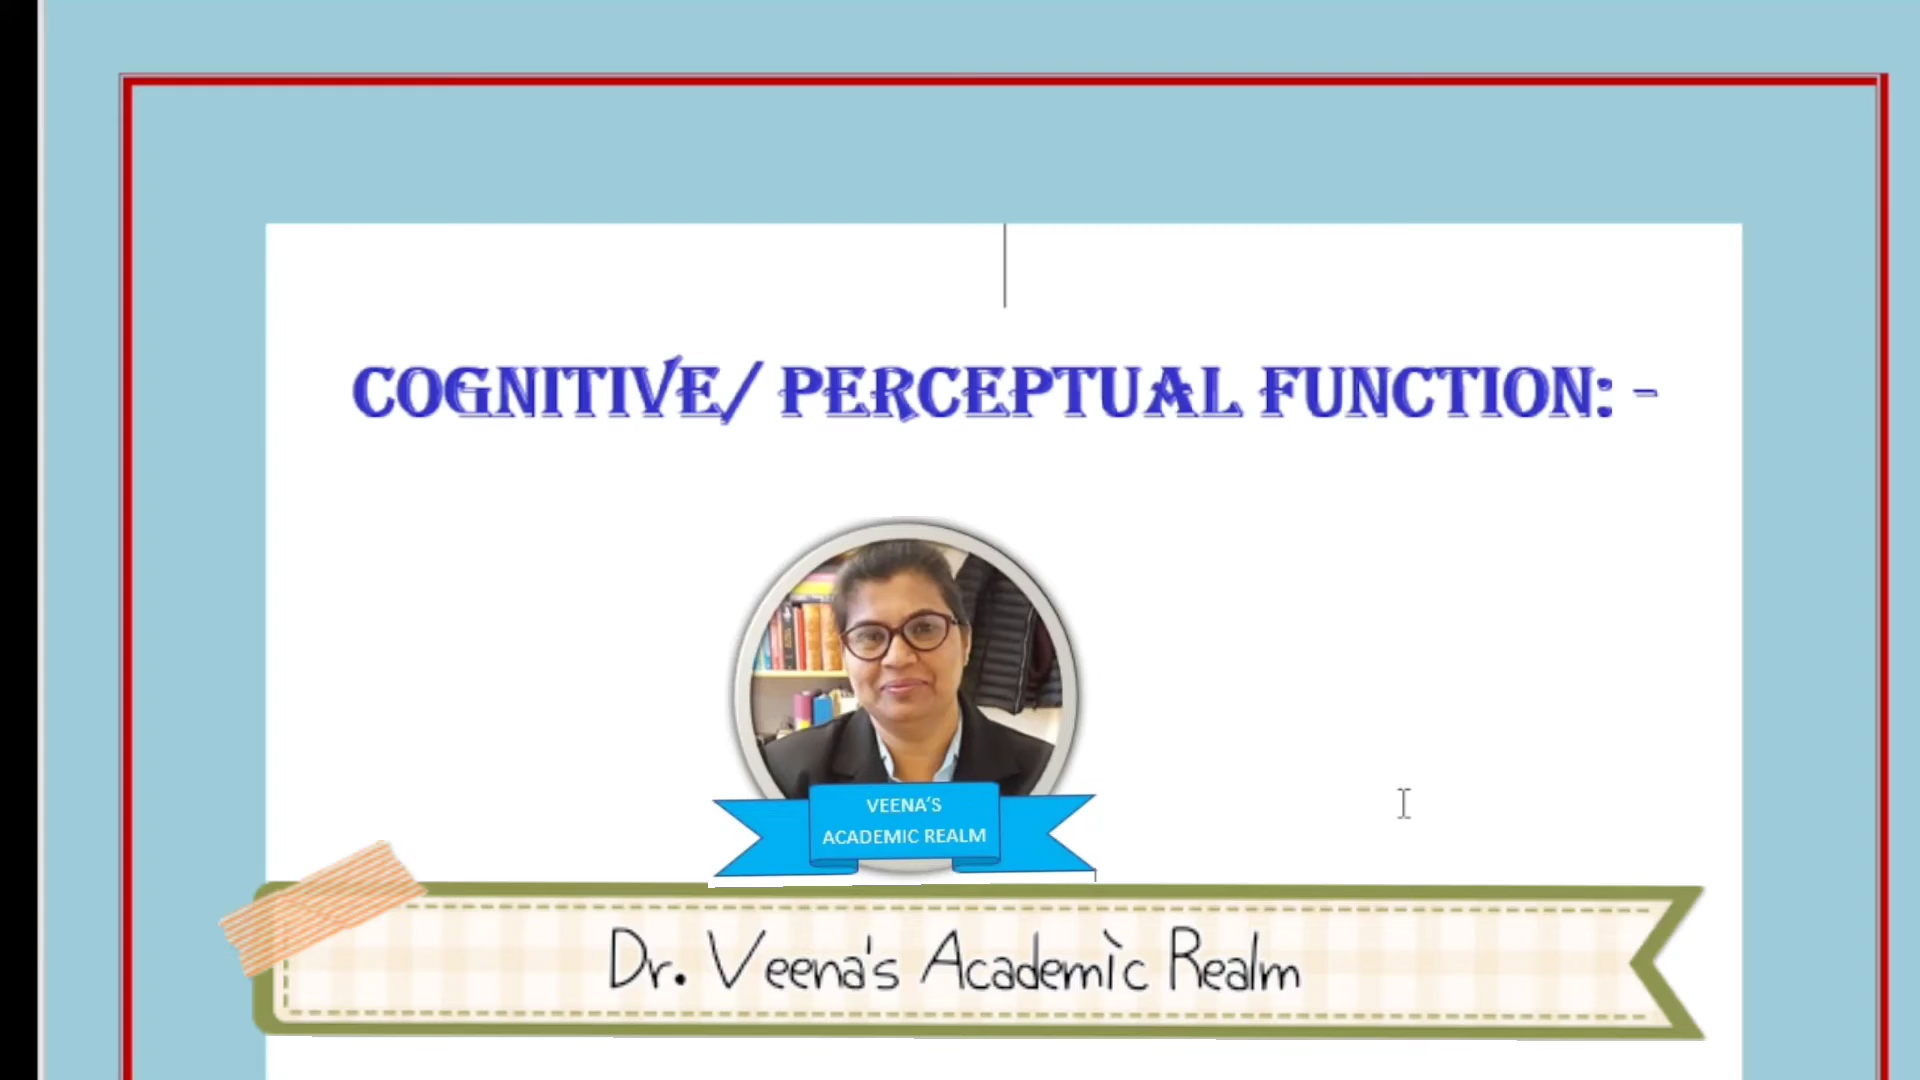 COGNITIVE/ PERCEPTUAL FUNCTION: -
VEENA'S
ACADEMIC REALM
Dr. Veena's Academic Realm